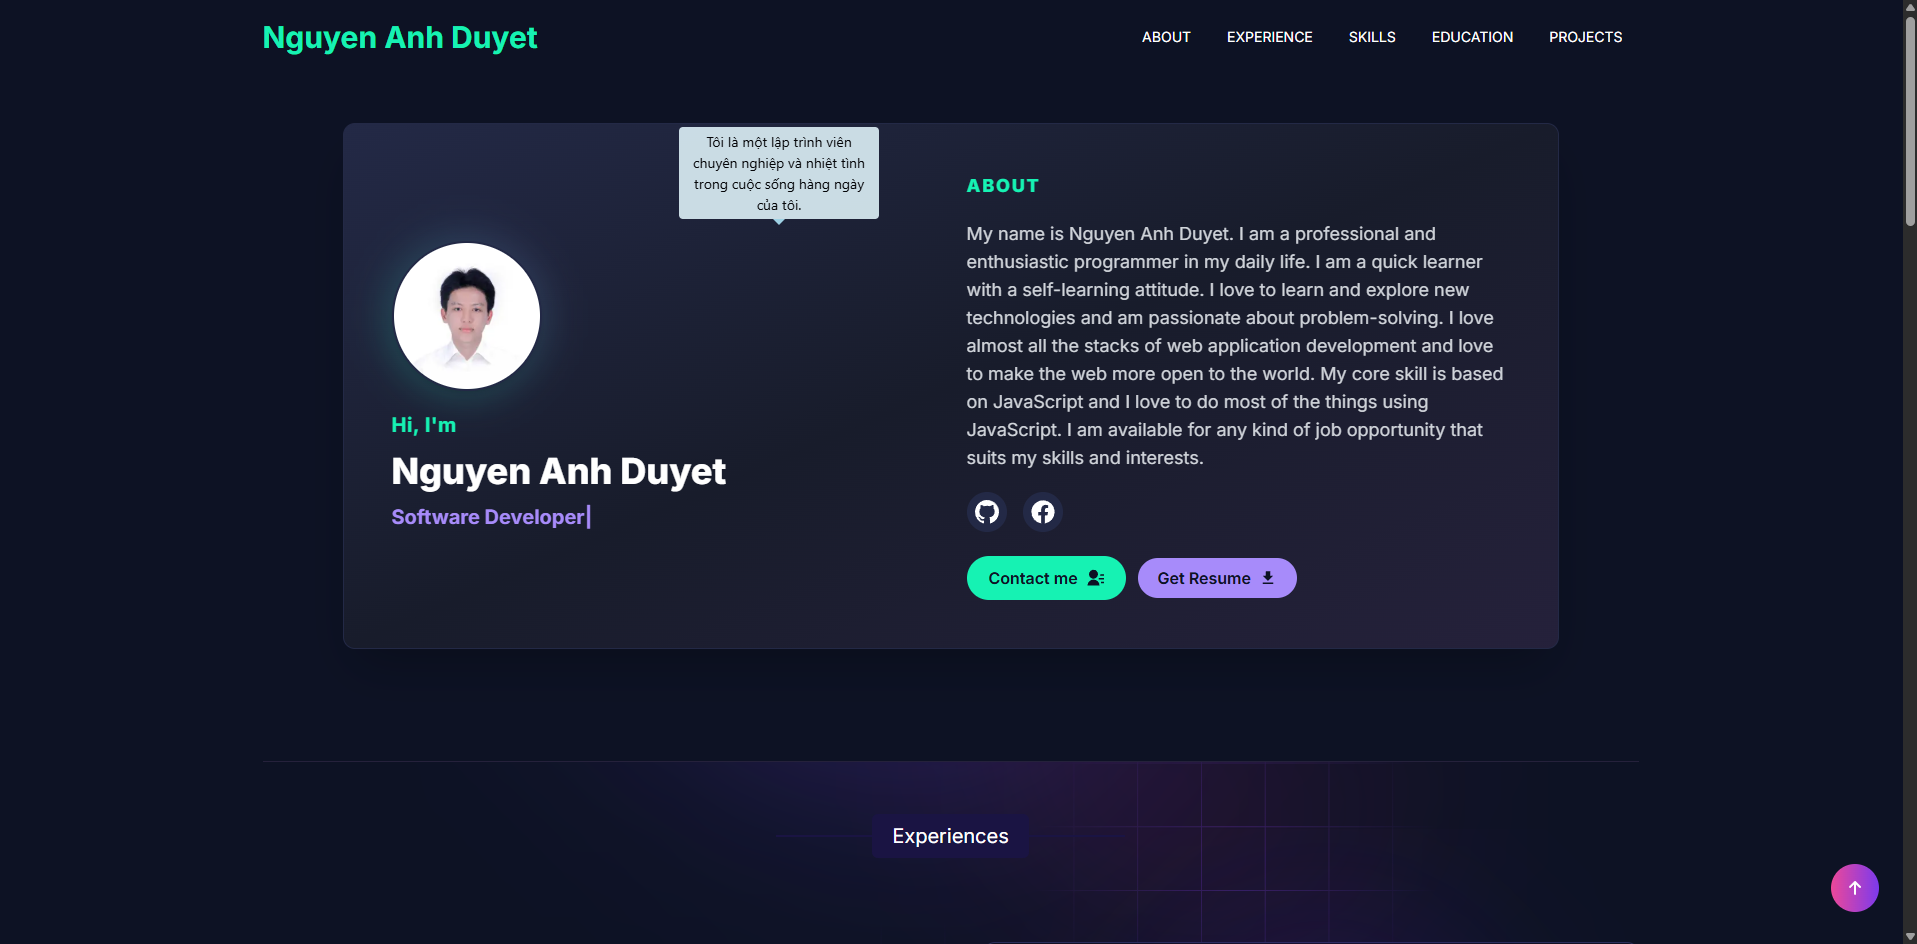 Nguyen Anh Duyet
ABOUT
EXPERIENCE
SKILLS
EDUCATION
PROJECTS
Tôi là một lập trình viên
chuyên nghiệp và nhiệt tình
trong cuộc sống hàng ngày
của tôi.
Hi, I'm
Nguyen Anh Duyet
Software Developer|
ABOUT
My name is Nguyen Anh Duyet. I am a professional and
enthusiastic programmer in my daily life. I am a quick learner
with a self-learning attitude. I love to learn and explore new
technologies and am passionate about problem-solving. I love
almost all the stacks of web application development and love
to make the web more open to the world. My core skill is based
on JavaScript and I love to do most of the things using
JavaScript. I am available for any kind of job opportunity that
suits my skills and interests.
Contact me
Get Resume
Experiences